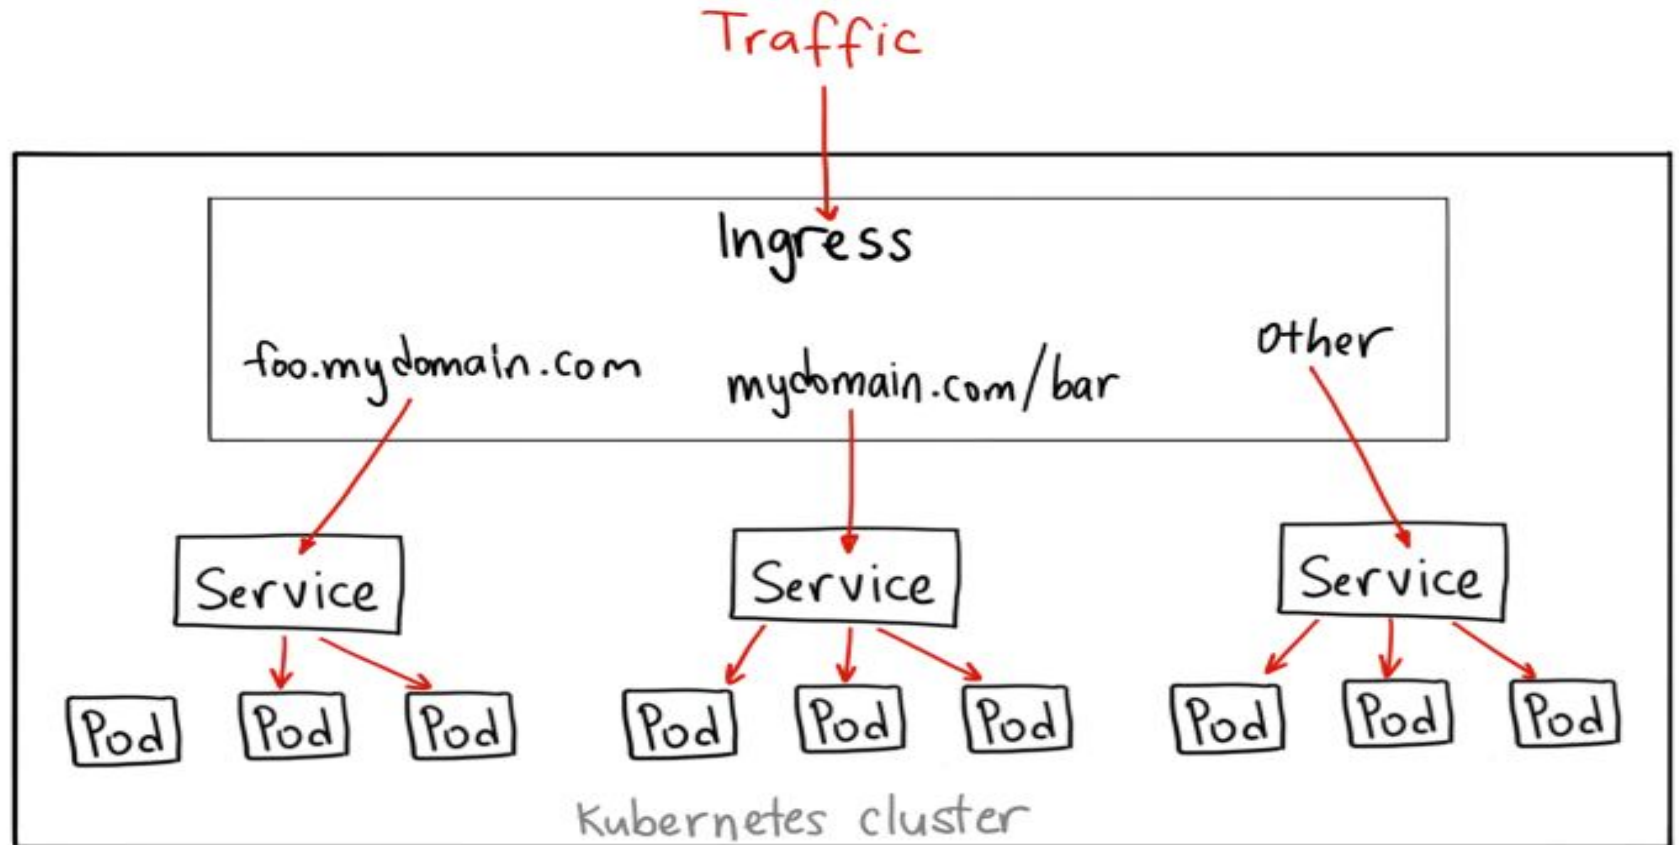 Traffic
Ingress
foo.mydomain.com
mydomain.com/bar
other
Service
Service
Service
Pod
Pod
Pod
Pod
Pod
Pod
Pod
Pod
Pod
Kubernetes cluster